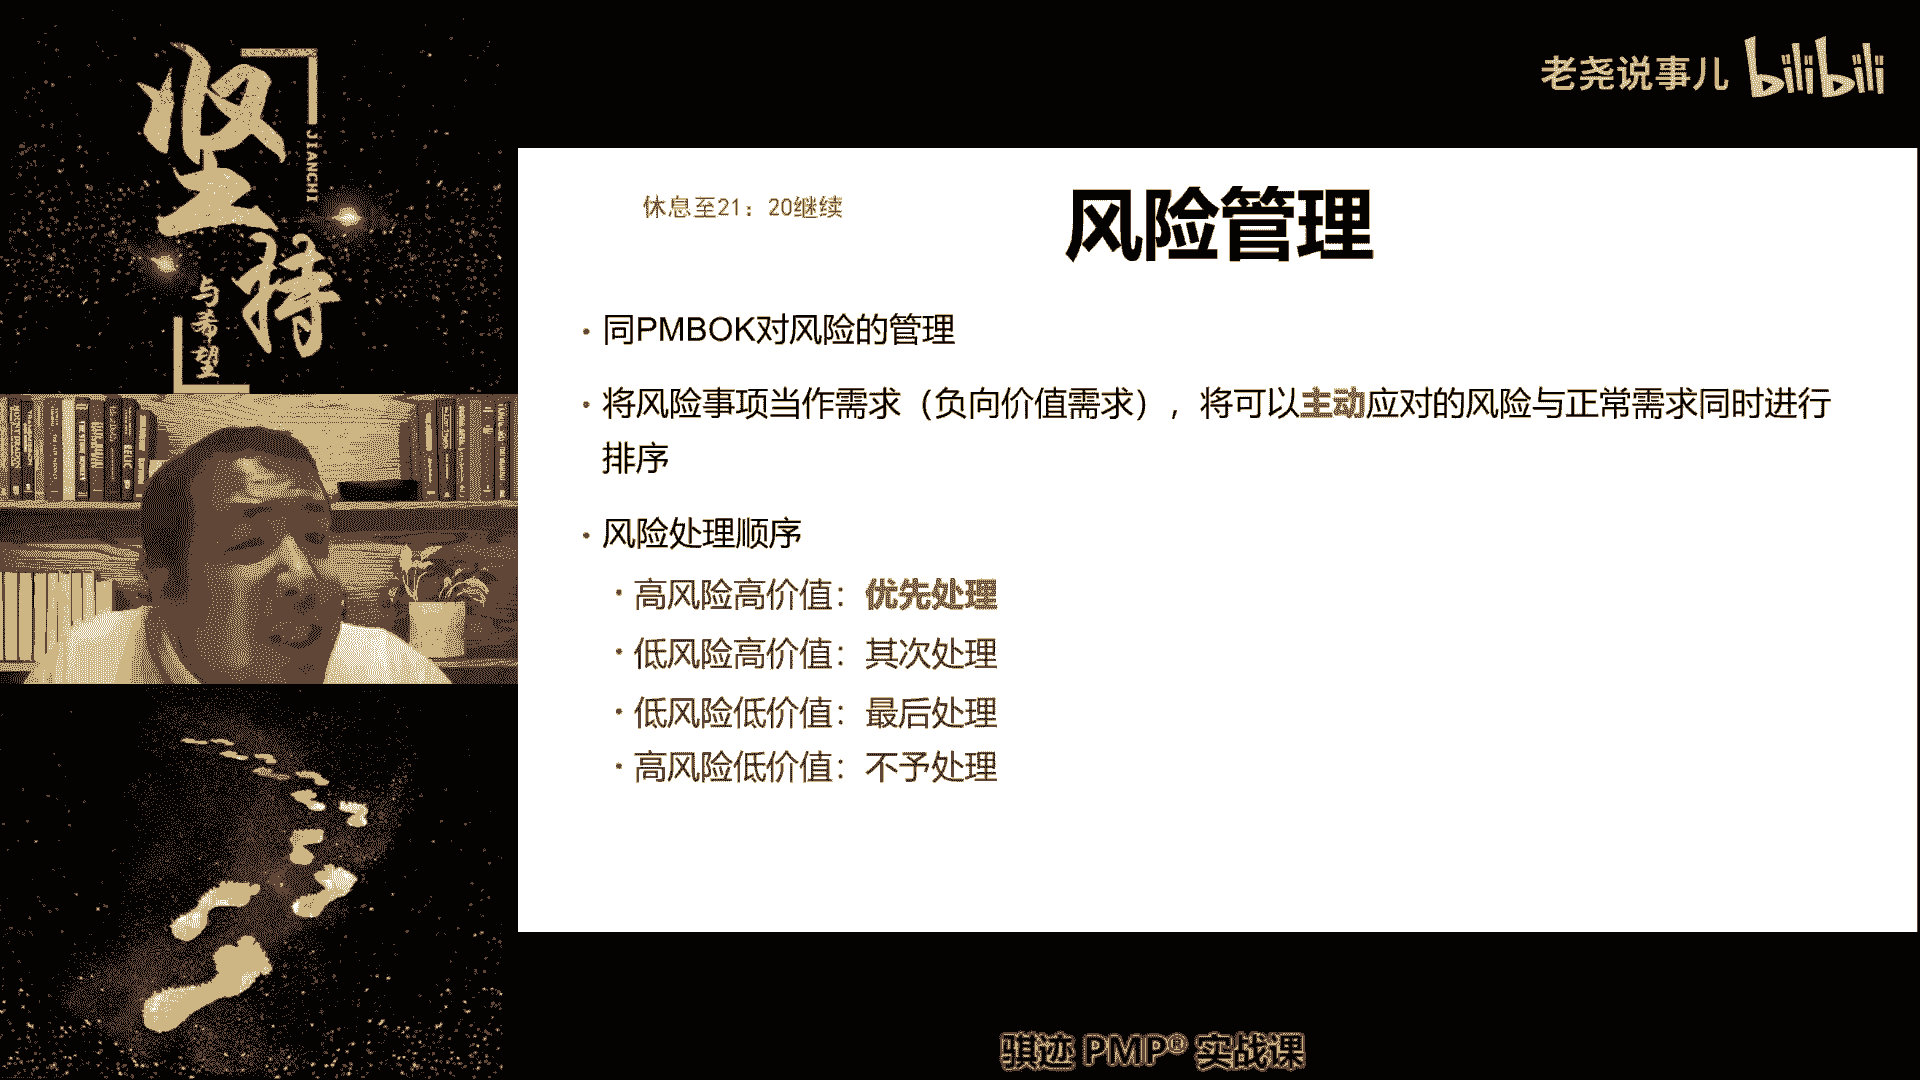 坚持
JIANCHI
与希望
老尧说事儿 bilibili
休息至21：20继续
风险管理
·同PMBOK对风险的管理
·将风险事项当作需求（负向价值需求），将可以主动应对的风险与正常需求同时进行
排序
·风险处理顺序
·高风险高价值：优先处理
·低风险高价值：其次处理
·低风险低价值：最后处理
·高风险低价值：不予处理
骐迹 PMP® 实战课